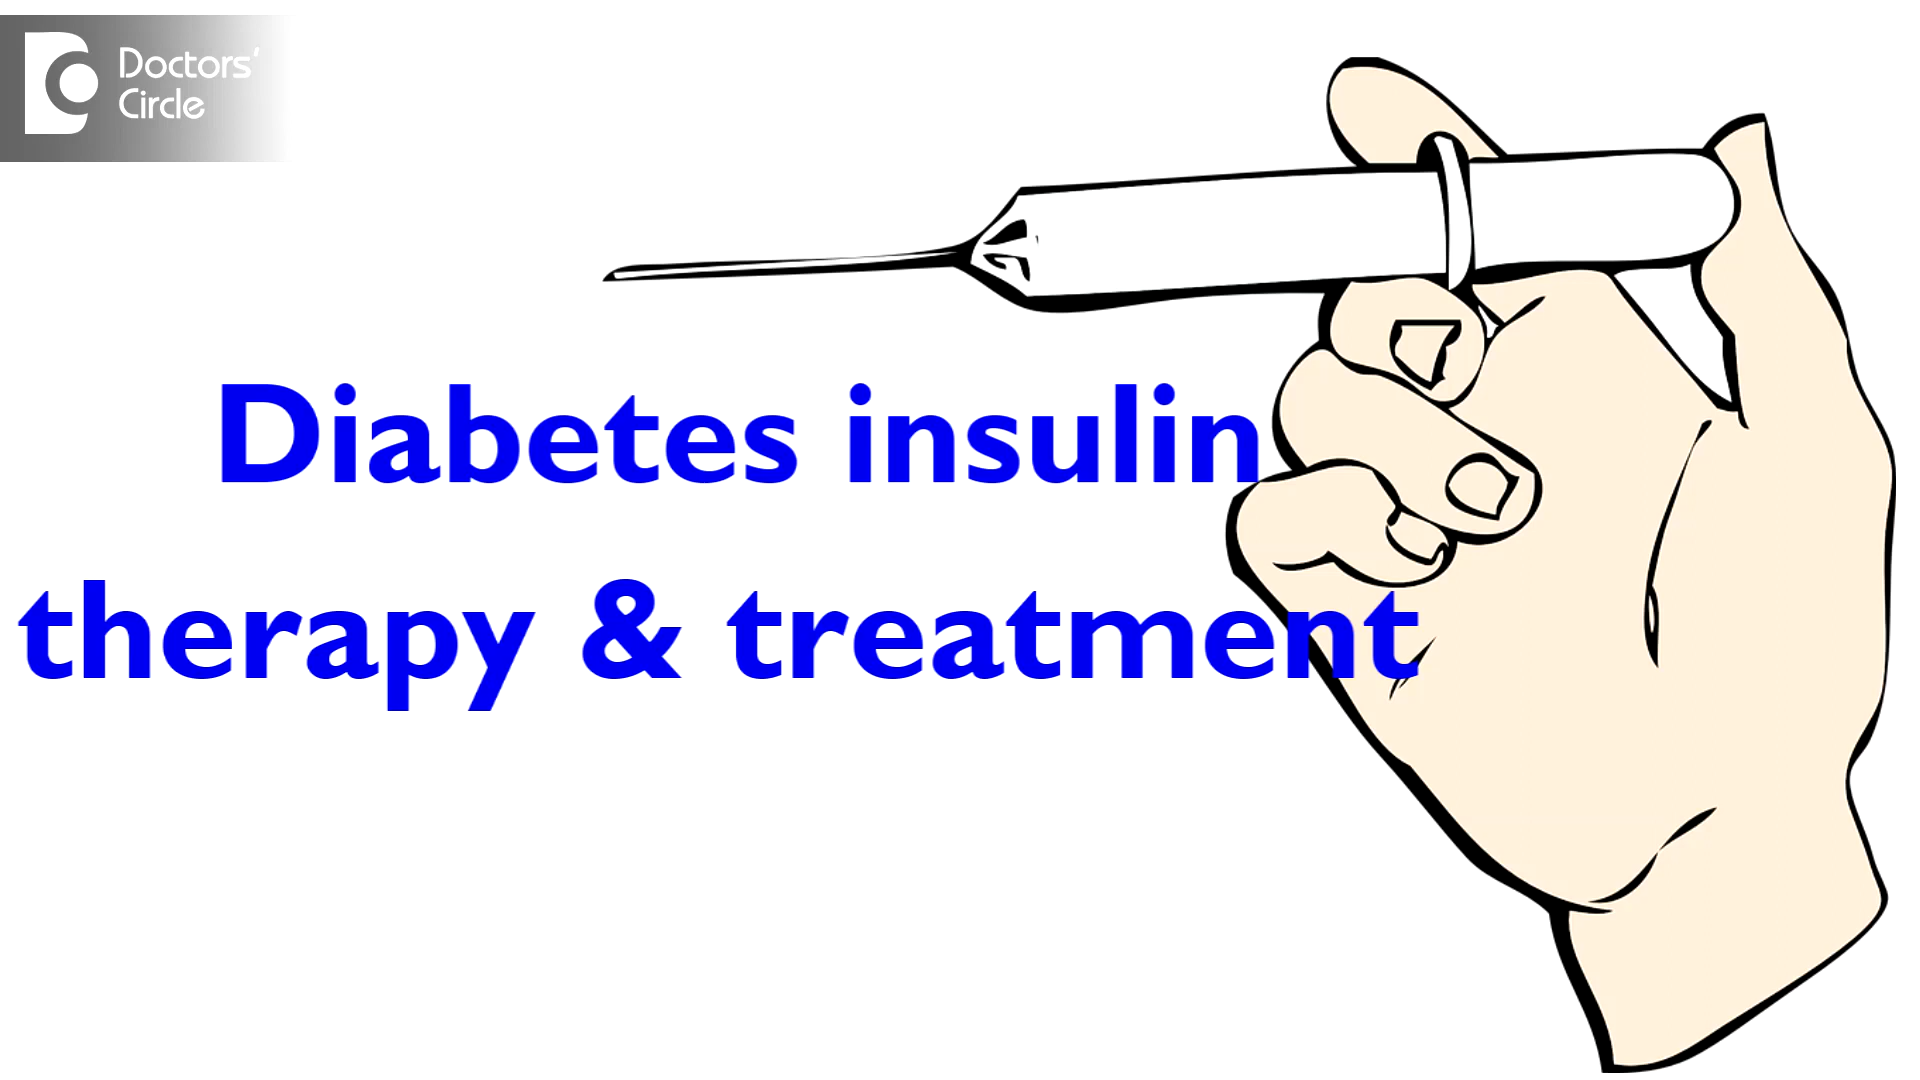 Doctors'
Circle
Diabetes insulin
therapy & treatment